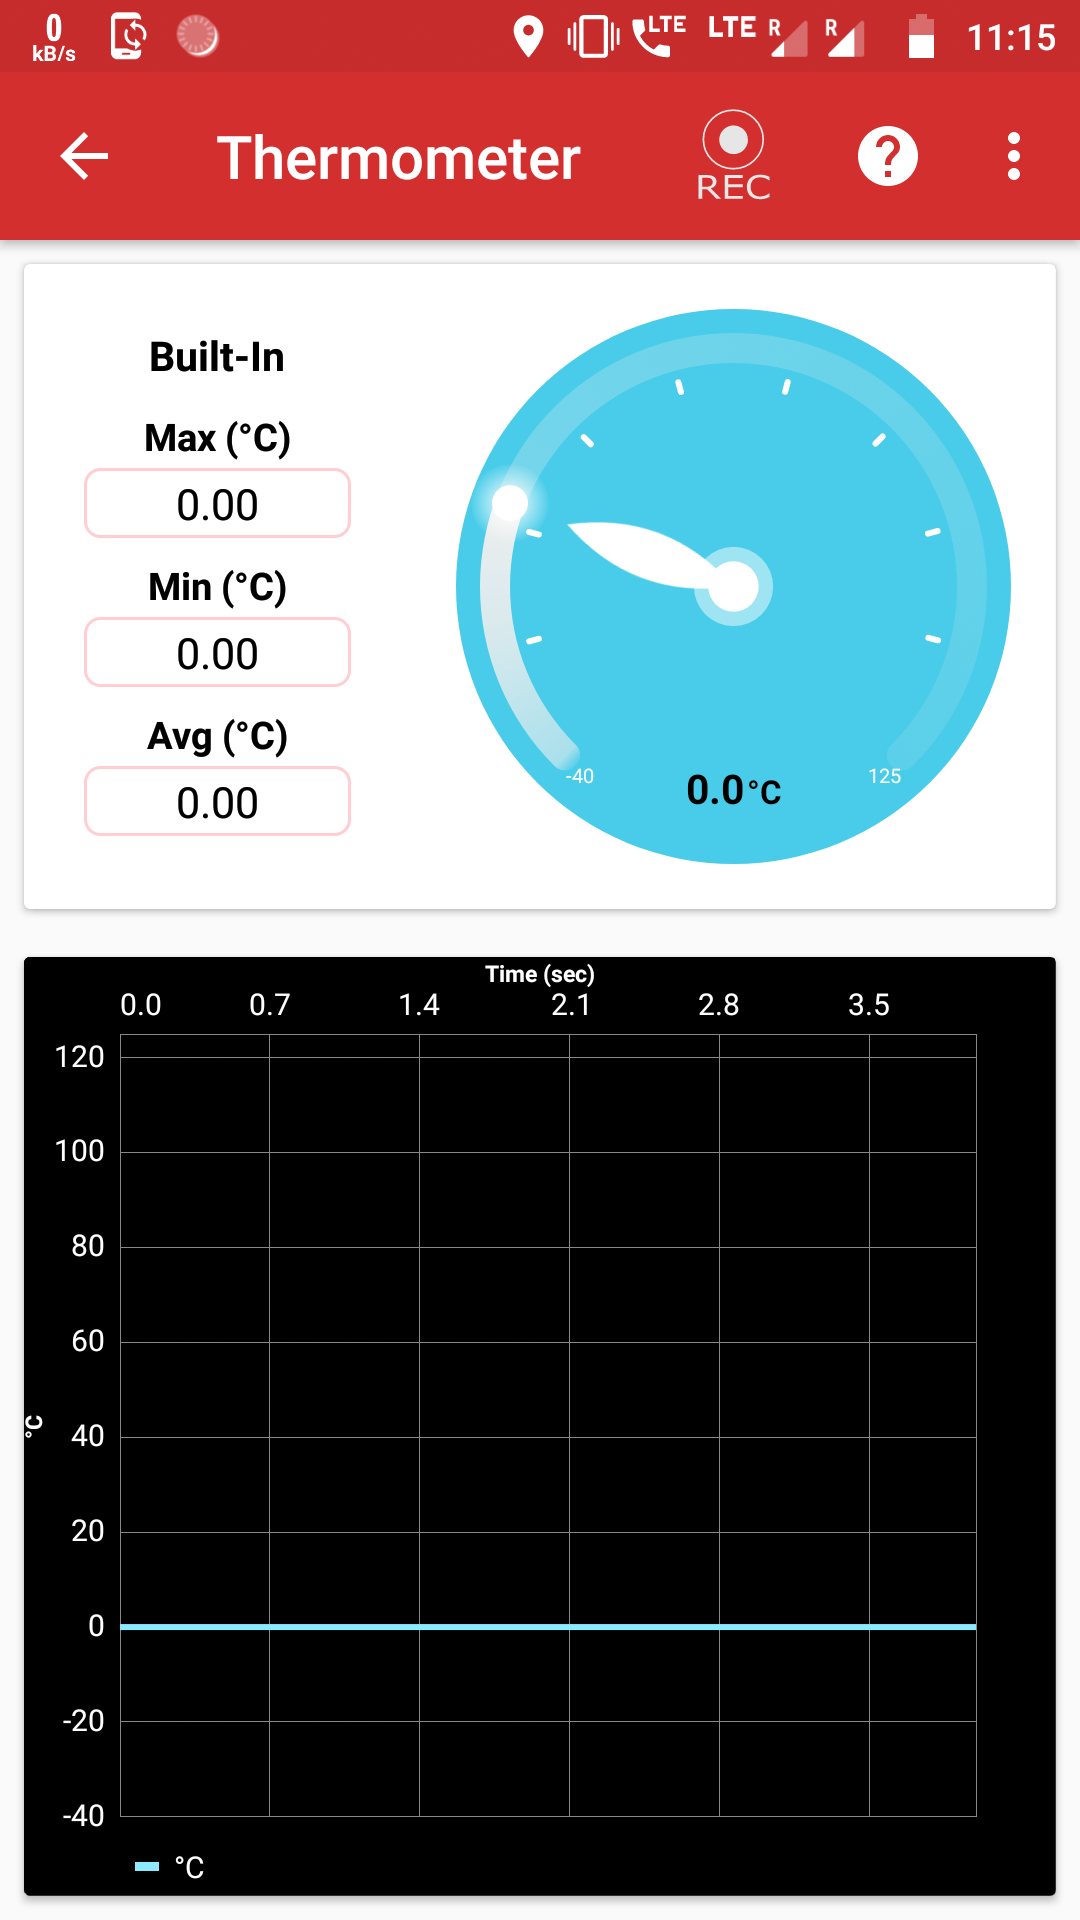 0
kB/s
LTE
LTE
R
R
11:15
Thermometer
REC
?
Built-In
Max (°C)
0.00
Min (°C)
0.00
Avg (°C)
0.00
-40
0.0°C
125
Time (sec)
0.0 0.7 1.4 2.1 2.8 3.5
120
100
80
60
°C
40
20
0
-20
-40
°C